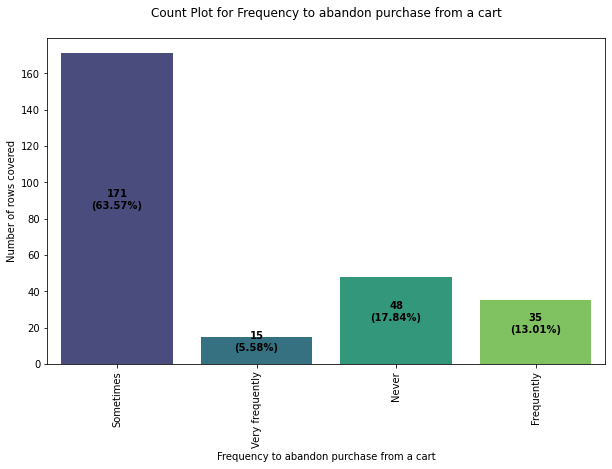 Count Plot for Frequency to abandon purchase from a cart
Number of rows covered
160
140
120
100
80
60
40
20
0
171
(63.57%)
15
(5.58%)
48
(17.84%)
35
(13.01%)
Sometimes
Very frequently
Never
Frequently
Frequency to abandon purchase from a cart